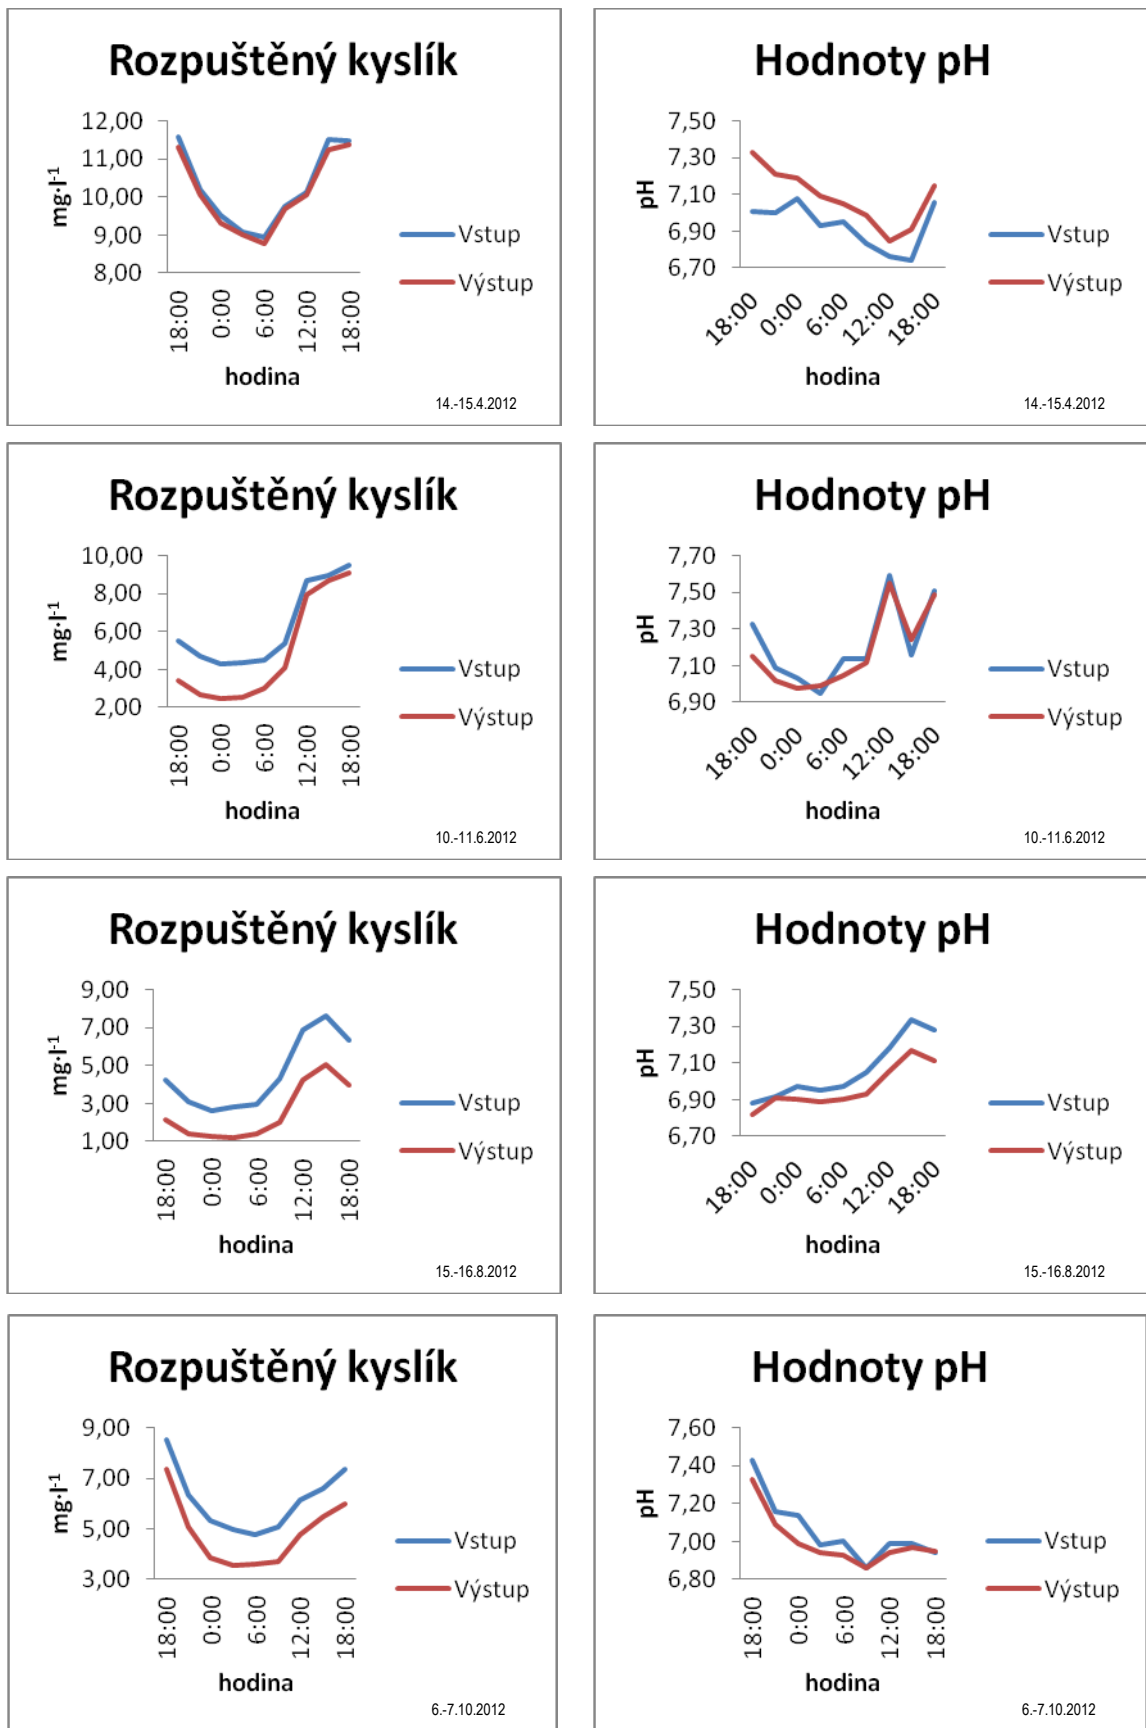 Rozpuštěný kyslík
12,00
11,00
10,00
9,00
8,00
mg·l-1
18:00
0:00
6:00
12:00
18:00
hodina
Vstup
Výstup
14.-15.4.2012
Hodnoty pH
7,50
7,30
7,10
6,90
6,70
pH
18:00
0:00
6:00
12:00
18:00
hodina
Vstup
Výstup
14.-15.4.2012
Rozpuštěný kyslík
10,00
8,00
6,00
4,00
2,00
mg·l-1
18:00
0:00
6:00
12:00
18:00
hodina
Vstup
Výstup
10.-11.6.2012
Hodnoty pH
7,70
7,50
7,30
7,10
6,90
pH
18:00
0:00
6:00
12:00
18:00
hodina
Vstup
Výstup
10.-11.6.2012
Rozpuštěný kyslík
9,00
7,00
5,00
3,00
1,00
mg·l-1
18:00
0:00
6:00
12:00
18:00
hodina
Vstup
Výstup
15.-16.8.2012
Hodnoty pH
7,50
7,30
7,10
6,90
6,70
pH
18:00
0:00
6:00
12:00
18:00
hodina
Vstup
Výstup
15.-16.8.2012
Rozpuštěný kyslík
9,00
7,00
5,00
3,00
mg·l-1
18:00
0:00
6:00
12:00
18:00
hodina
Vstup
Výstup
6.-7.10.2012
Hodnoty pH
7,60
7,40
7,20
7,00
6,80
pH
18:00
0:00
6:00
12:00
18:00
hodina
Vstup
Výstup
6.-7.10.2012